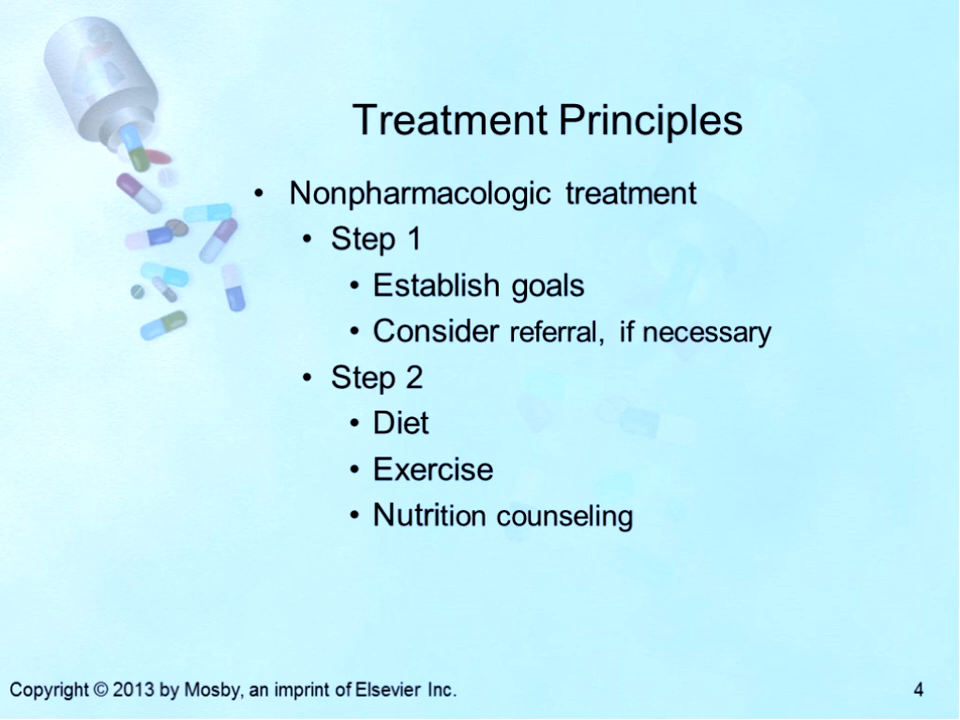 Treatment Principles
• Nonpharmacologic treatment
• Step 1
• Establish goals
• Consider referral, if necessary
• Step 2
• Diet
• Exercise
• Nutrition counseling
Copyright © 2013 by Mosby, an imprint of Elsevier Inc.
4